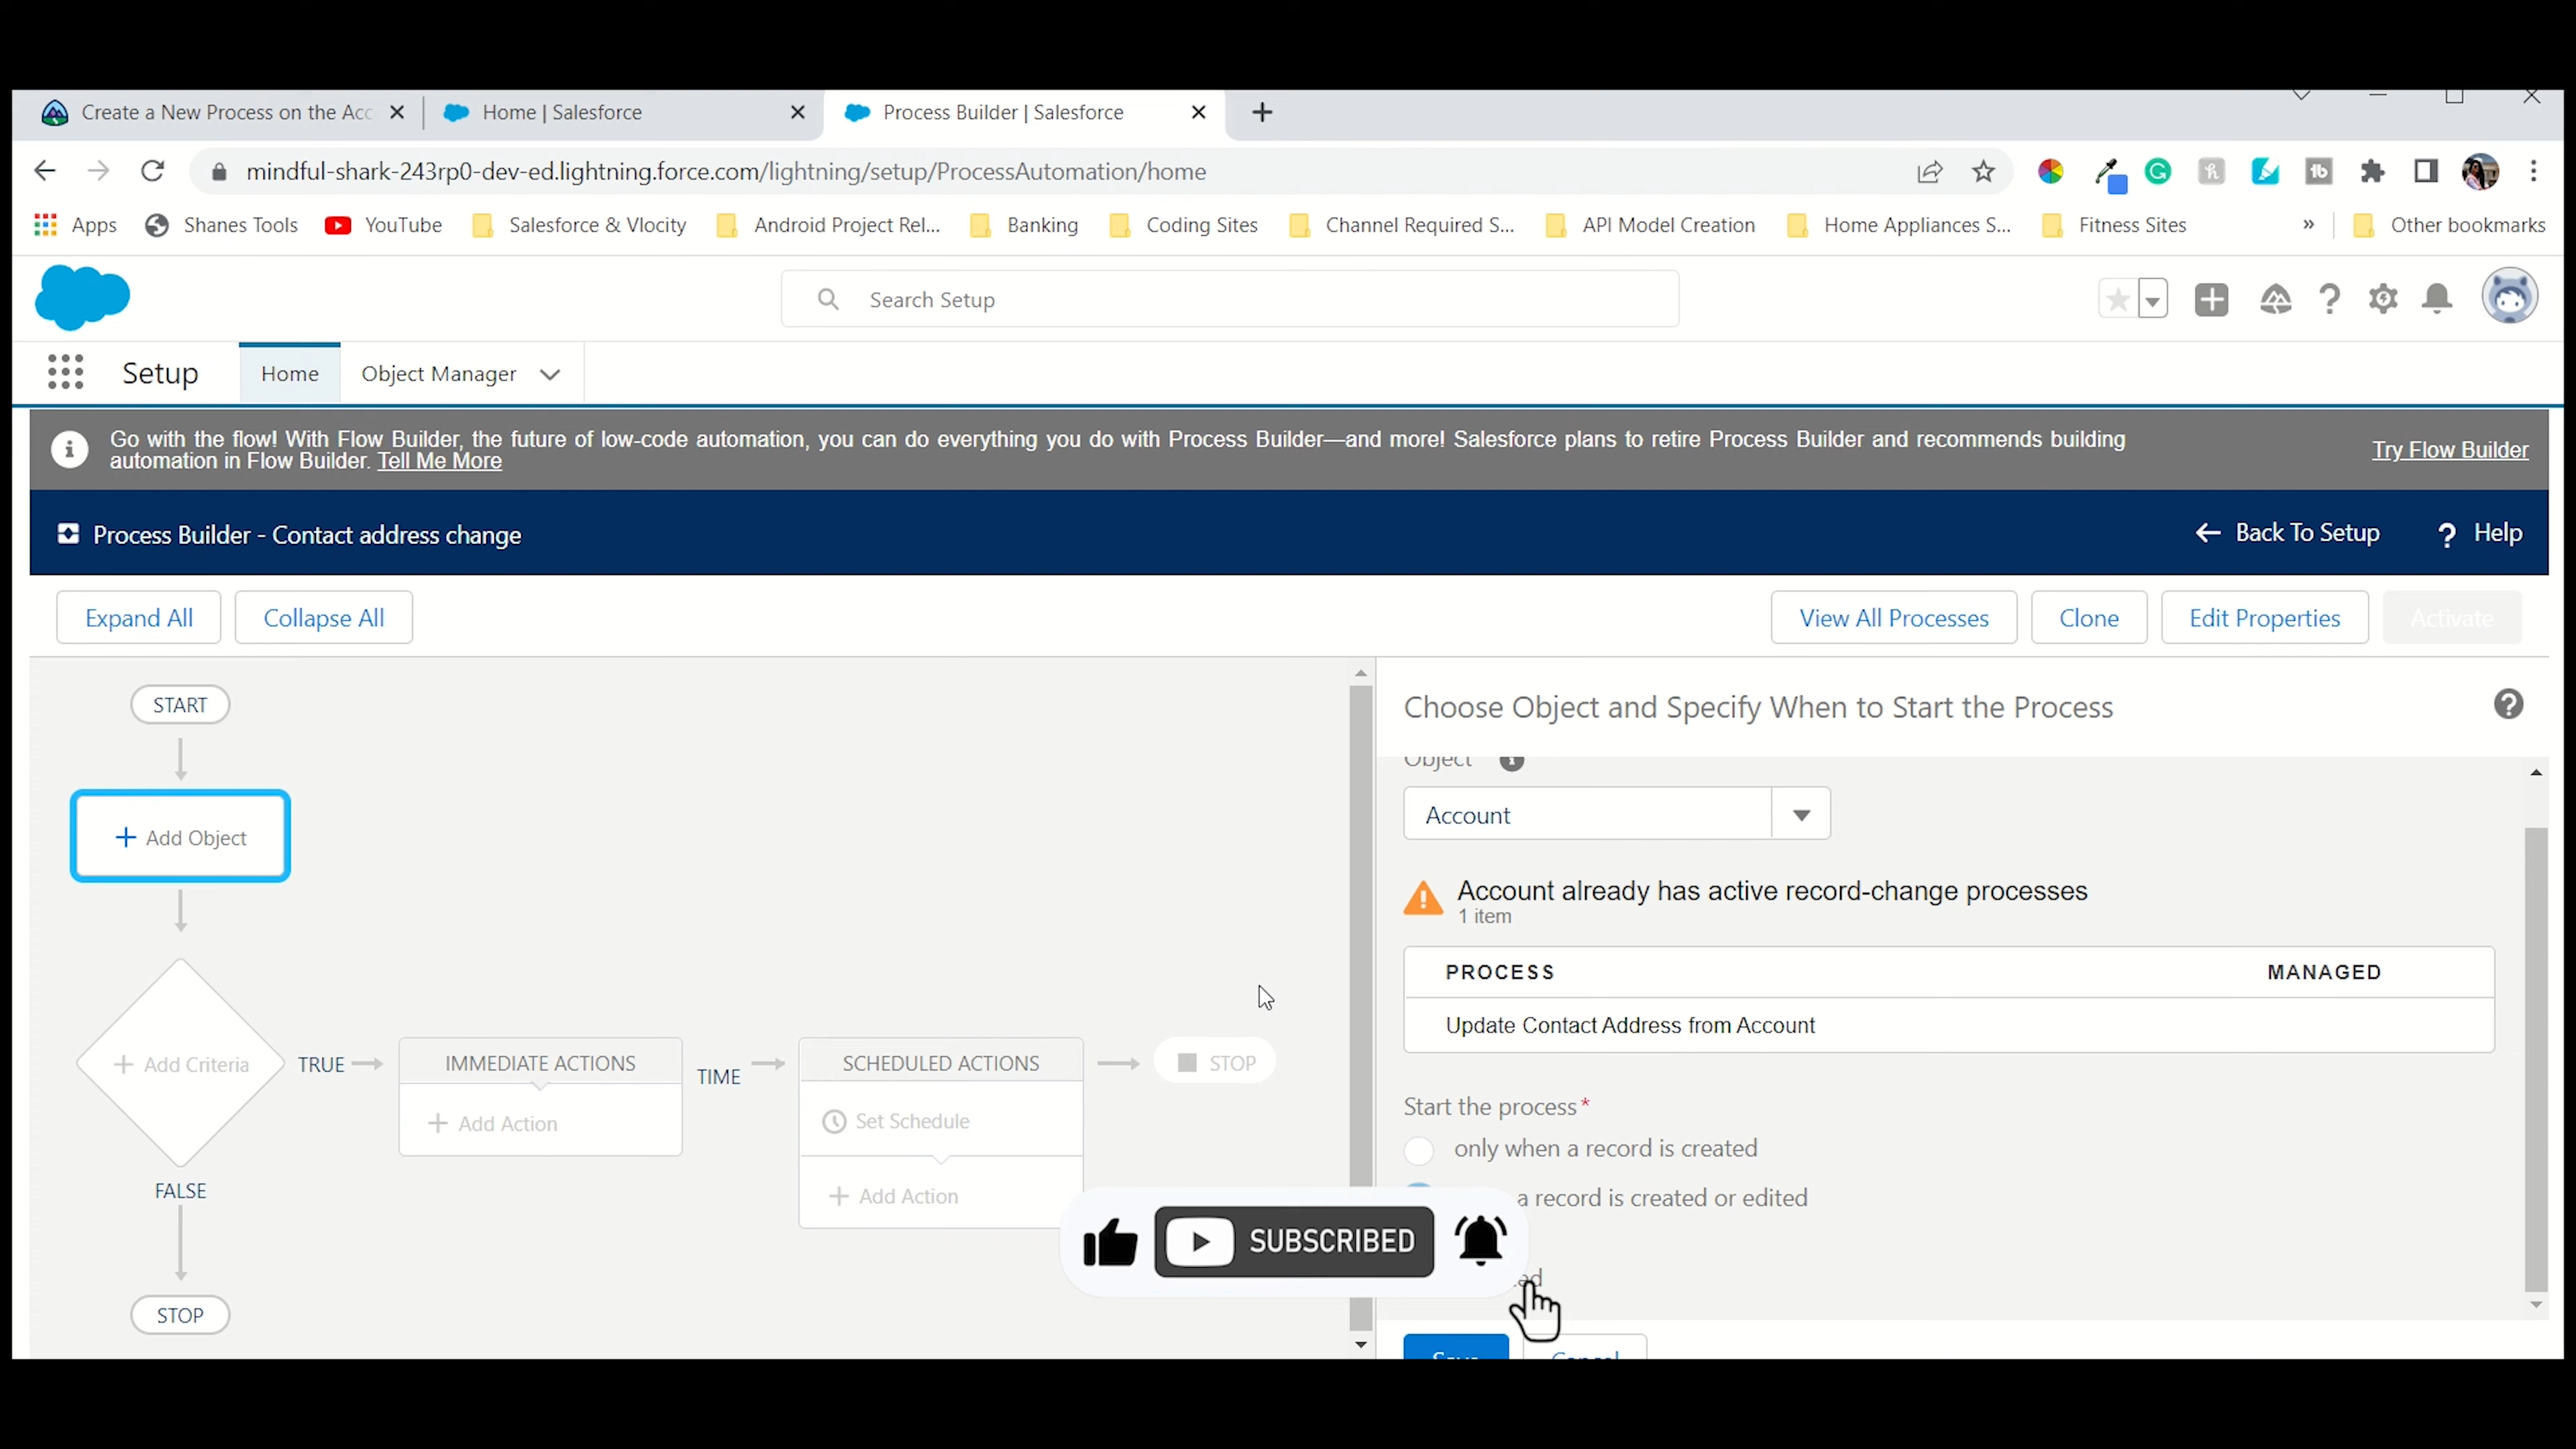 Create a New Process on the Acc
Home | Salesforce
Process Builder | Salesforce
mindful-shark-243rp0-dev-ed.lightning.force.com/lightning/setup/ProcessAutomation/home
Apps
Shanes Tools
YouTube
Salesforce & Vlocity
Android Project Rel...
Banking
Coding Sites
Channel Required S...
API Model Creation
Home Appliances S...
Fitness Sites
»
Other bookmarks
Search Setup
Setup
Home
Object Manager
Go with the flow! With Flow Builder, the future of low-code automation, you can do everything you do with Process Builder—and more! Salesforce plans to retire Process Builder and recommends building
automation in Flow Builder. Tell Me More
Try Flow Builder
Process Builder - Contact address change
Back To Setup
? Help
Expand All
Collapse All
View All Processes
Clone
Edit Properties
Activate
START
+ Add Object
+ Add Criteria
TRUE
IMMEDIATE ACTIONS
+ Add Action
TIME
SCHEDULED ACTIONS
Set Schedule
+ Add Action
STOP
FALSE
STOP
Choose Object and Specify When to Start the Process
Object
Account
Account already has active record-change processes
1 item
PROCESS
MANAGED
Update Contact Address from Account
Start the process*
only when a record is created
a record is created or edited
SUBSCRIBED
Save
Cancel